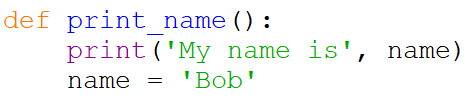 def print_name():
    print('My name is', name)
    name = 'Bob'